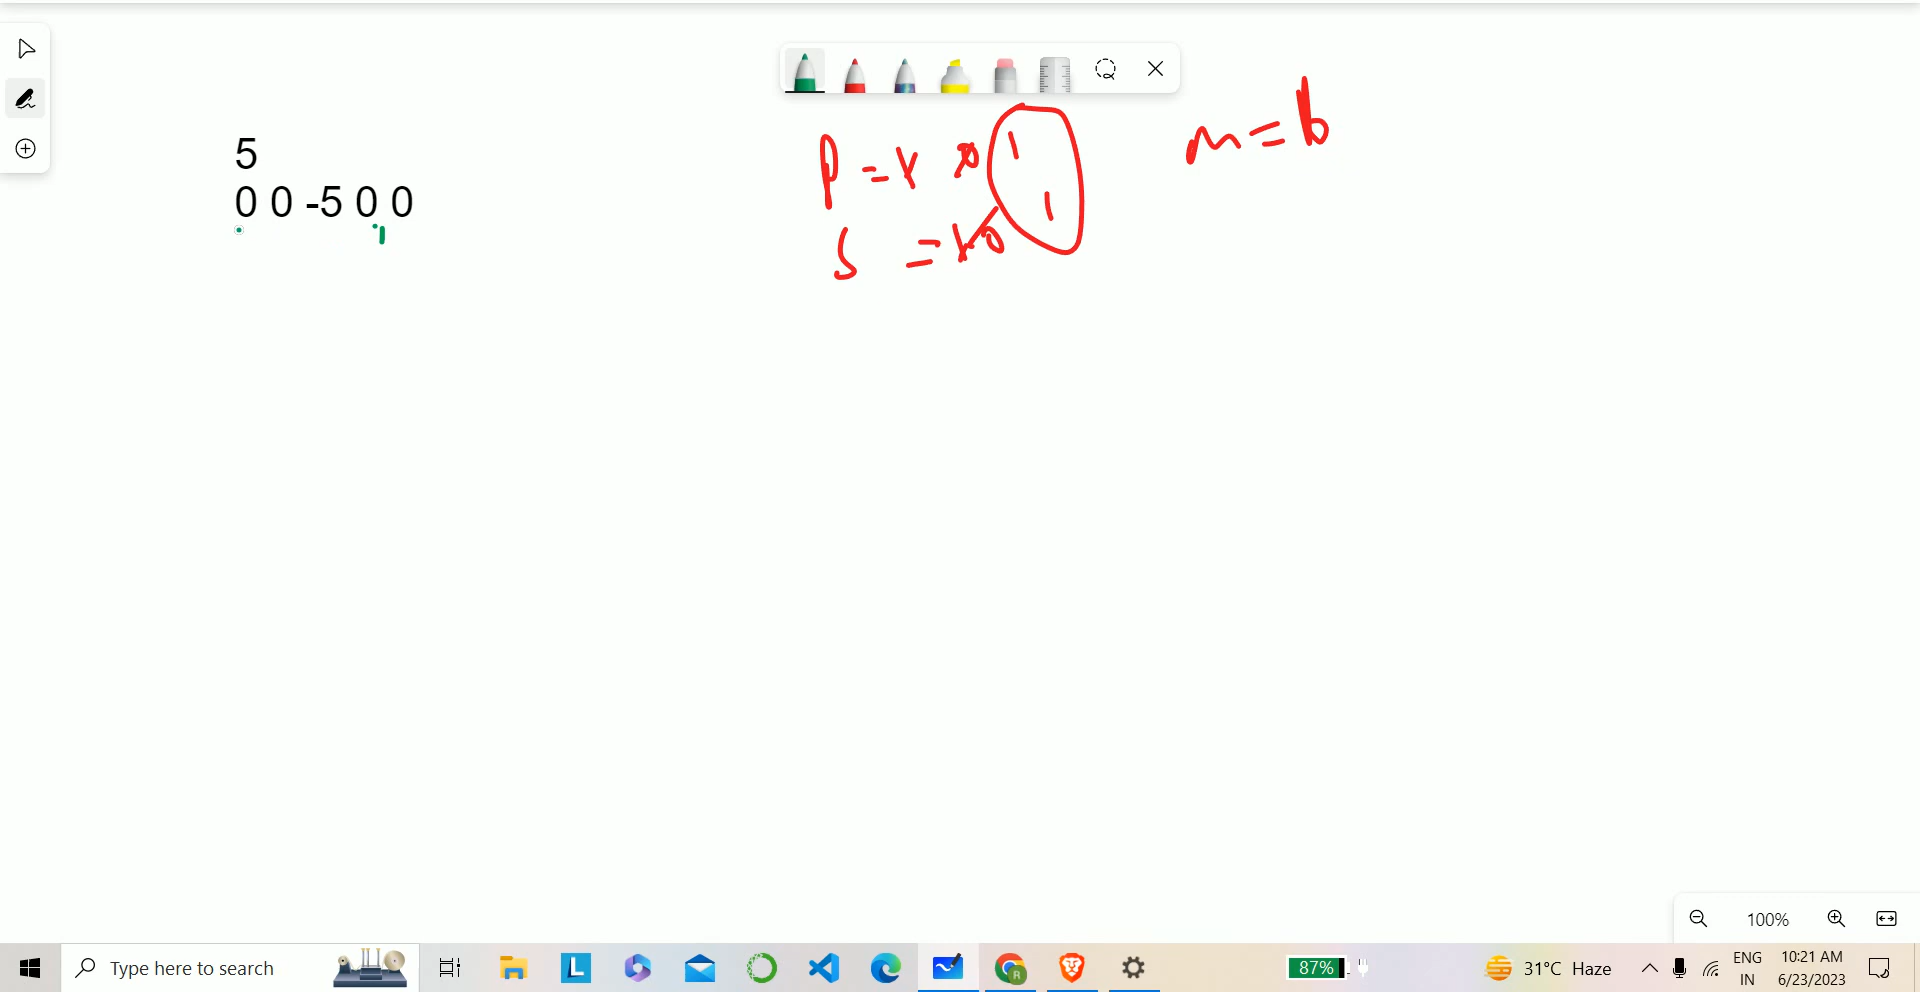 5
0 0 -5 0 0
p =
1
s =
1
m =
100%
Type here to search
L
R
87%
31°C Haze
ENG
IN
10:21 AM
6/23/2023